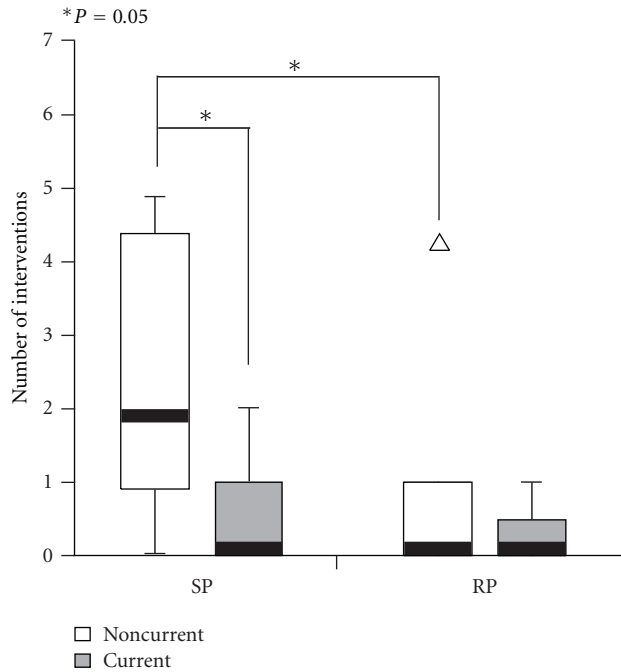 *P = 0.05
7
6
5
4
3
2
1
0
Number of interventions
*
*
SP
RP
Noncurrent
Current